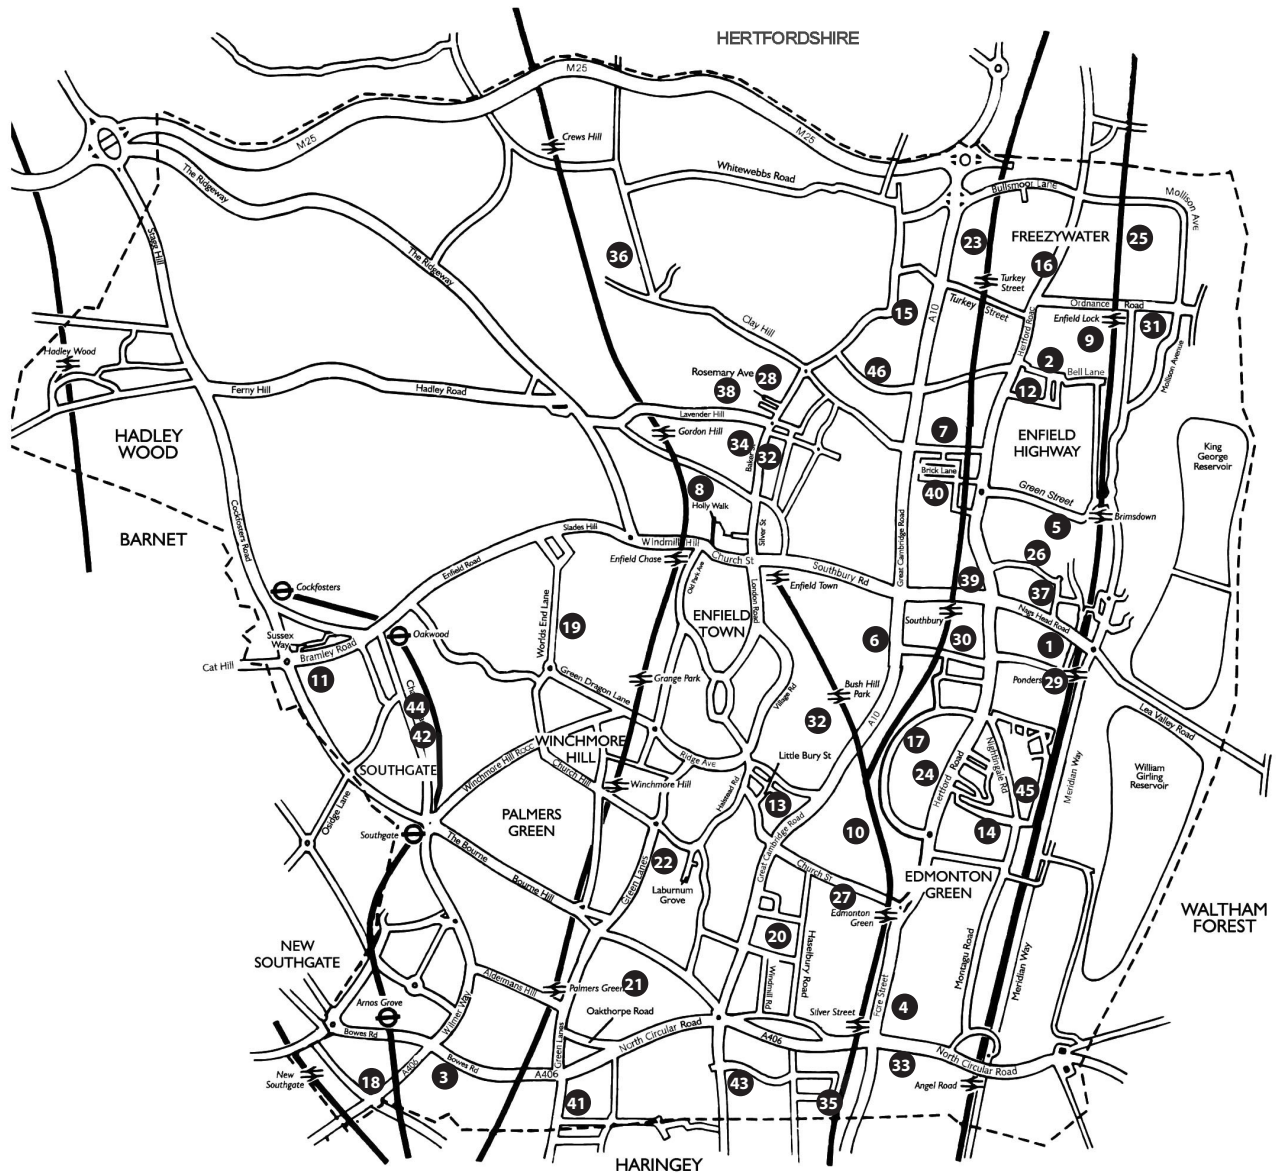 HERTFORDSHIRE
M25
M25
M25
Crews Hill
The Ridgeway
Whitewebbs Road
Bullsmoor Lane
Mollison Ave
Stagg Hill
The Ridgeway
36
23
FREEZYWATER
25
16
Turkey
Street
Turkey Street
Ordnance Road
A10
15
Clay Hill
Hertford Road
Enfield Lock
31
9
Hadley Wood
2
Bell Lane
Mollison Avenue
46
Rosemary Ave
28
38
12
Ferny Hill
Hadley Road
Lavender Hill
HADLEY
WOOD
Gordon Hill
34
32
7
ENFIELD
HIGHWAY
King
George
Reservoir
Brick Lane
40
8
Holly Walk
Green Street
Cockfosters Road
BARNET
Slades Hill
Silver St
Great Cambridge Road
5
Brimsdown
Windmill Hill
Church St
Enfield Chase
Southbury Rd
26
Enfield Road
Old Park Ave
Enfield Town
39
37
Cockfosters
London Road
Worlds End Lane
19
ENFIELD
TOWN
Southbury
Nags Head Road
Oakwood
Sussex
Way
Bramley Road
Cat Hill
6
30
1
11
Green Dragon Lane
Grange Park
Bush Hill
Park
Village Rd
Ponders
29
44
42
32
A10
Lea Valley Road
17
WINCHMORE
HILL
Ridge Ave
Little Bury St
Nightingale Rd
Hertford Road
24
45
Meridian Way
William
Girling
Reservoir
SOUTHGATE
Church Hill
Winchmore Hill
Halstead Rd
13
Osidge Lane
PALMERS
GREEN
Southgate
The Bourne
Great Cambridge Road
10
14
22
Laburnum
Grove
Green Lanes
Bourne Hill
Church St
27
EDMONTON
GREEN
Edmonton
Green
WALTHAM
FOREST
NEW
SOUTHGATE
20
Haselbury Road
Windmill Rd
Montagu Road
Meridian Way
Aldermans Hill
Palmers Green
21
Oakthorpe Road
Arnos Grove
Wilmer Way
Bowes Rd
Silver Street
Fore Street
4
Green Lanes
North Circular Road
A406
North Circular Road
Bowes Rd
A406
A406
New
Southgate
18
3
41
43
35
33
Angel Road
HARINGEY